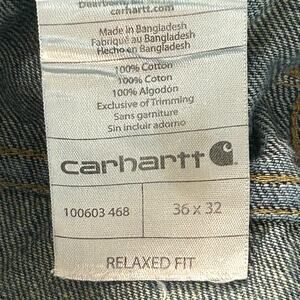 carhartt.com
Made in Bangladesh
Fabriqué au Bangladesh
Hecho en Bangladesh
100% Cotton
100% Coton
100% Algodón
Exclusive of Trimming
Sans garniture
Sin incluir adorno
carhartt
100603 468
36 x 32
RELAXED FIT